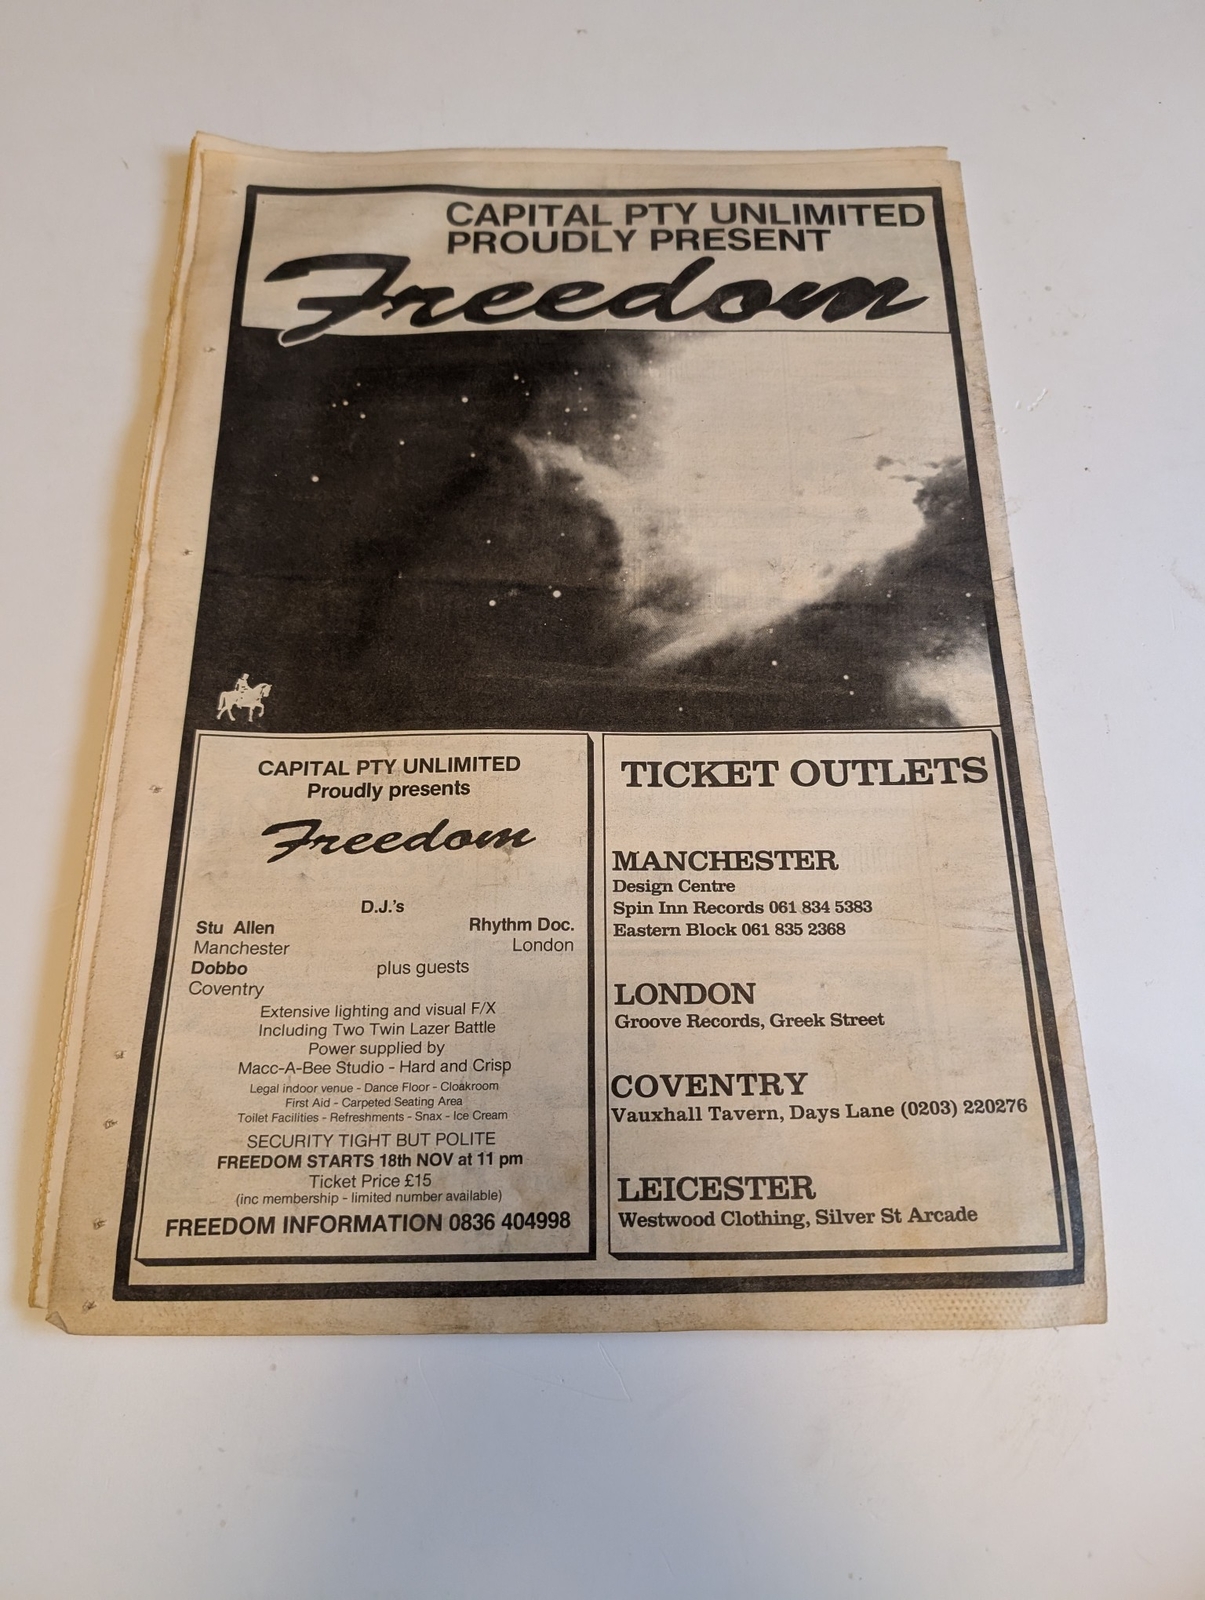 CAPITAL PTY UNLIMITED
PROUDLY PRESENT
Freedom
CAPITAL PTY UNLIMITED
Proudly presents
Freedom
D.J.'s
Stu Allen
Manchester
Rhythm Doc.
London
Dobbo
Coventry
plus guests
Extensive lighting and visual F/X
Including Two Twin Lazer Battle
Power supplied by
Macc-A-Bee Studio - Hard and Crisp
Legal indoor venue - Dance Floor - Cloakroom
First Aid - Carpeted Seating Area
Toilet Facilities - Refreshments - Snax - Ice Cream
SECURITY TIGHT BUT POLITE
FREEDOM STARTS 18th NOV at 11 pm
Ticket Price £15
(inc membership - limited number available)
FREEDOM INFORMATION 0836 404998
TICKET OUTLETS
MANCHESTER
Design Centre
Spin Inn Records 061 834 5383
Eastern Block 061 835 2368
LONDON
Groove Records, Greek Street
COVENTRY
Vauxhall Tavern, Days Lane (0203) 220276
LEICESTER
Westwood Clothing, Silver St Arcade